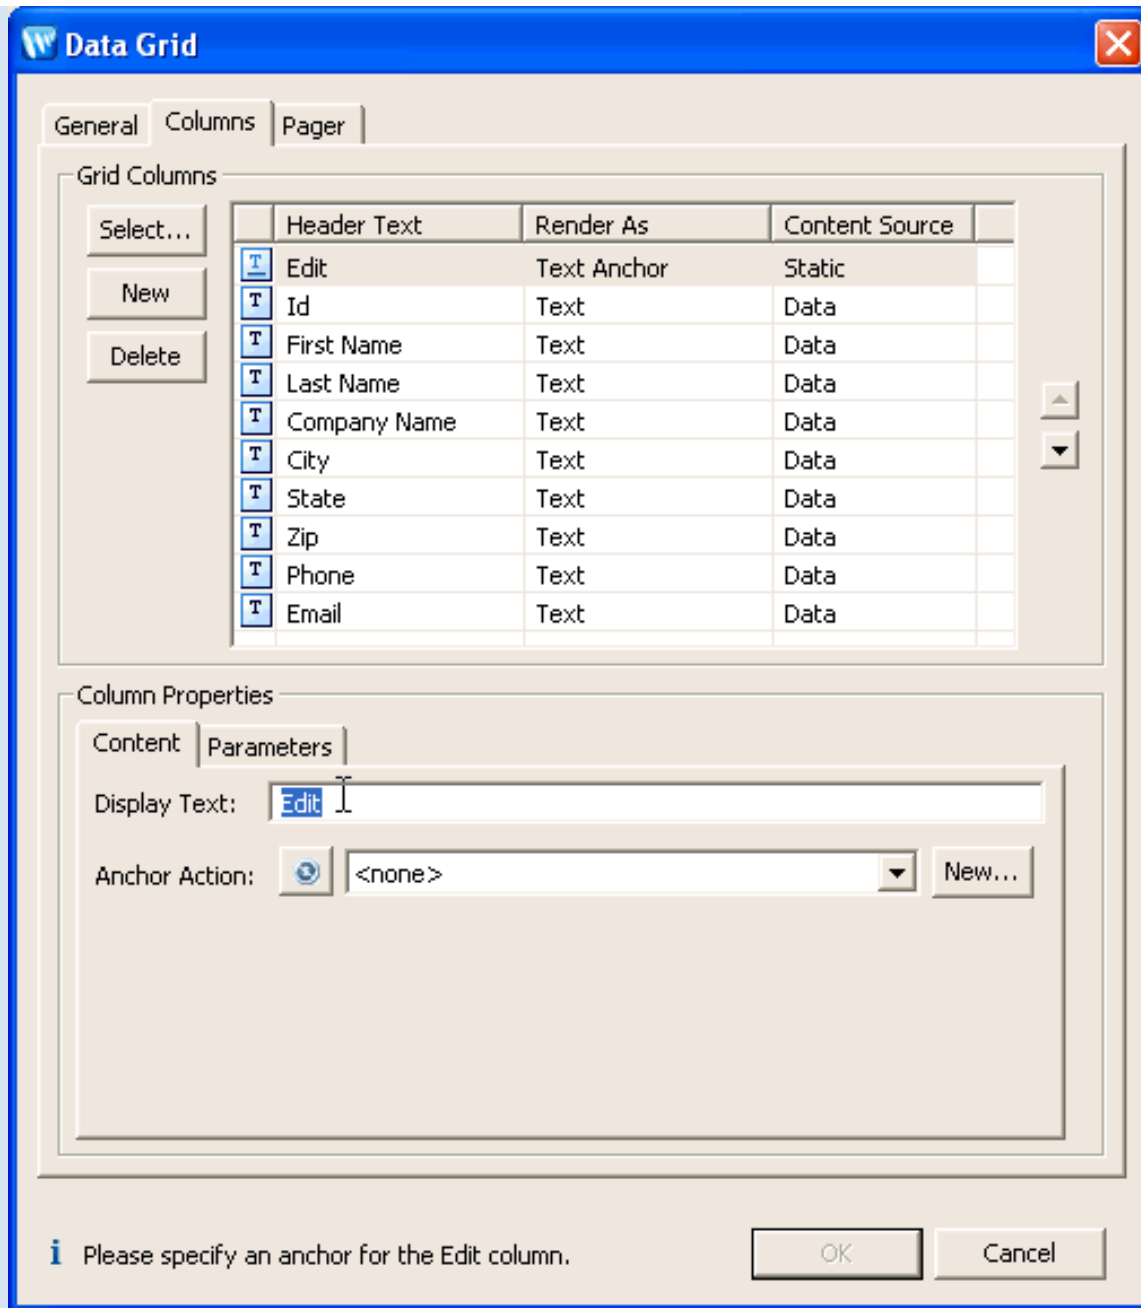 Data Grid
General Columns Pager
Grid Columns
Select...
New
Delete
Header Text Render As Content Source
T Edit Text Anchor Static
T Id Text Data
T First Name Text Data
T Last Name Text Data
T Company Name Text Data
T City Text Data
T State Text Data
T Zip Text Data
T Phone Text Data
T Email Text Data
Column Properties
Content Parameters
Display Text: Edit
Anchor Action: <none> New...
i Please specify an anchor for the Edit column. OK Cancel